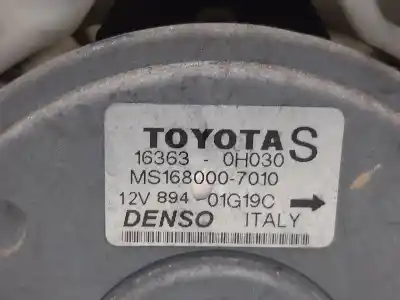 TOYOTA S
16363 - 0H030
MS168000-7010
12V 894 01G19C
DENSO ITALY